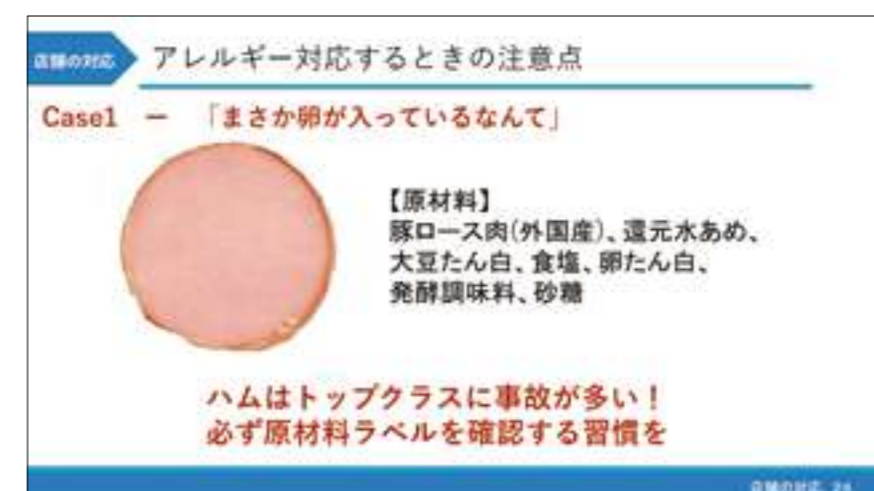 店舗の対応
アレルギー対応するときの注意点
Case1 ー 「まさか卵が入っているなんて」
【原材料】
豚ロース肉(外国産)、還元水あめ、
大豆たん白、食塩、卵たん白、
発酵調味料、砂糖
ハムはトップクラスに事故が多い！
必ず原材料ラベルを確認する習慣を
店舗の対応